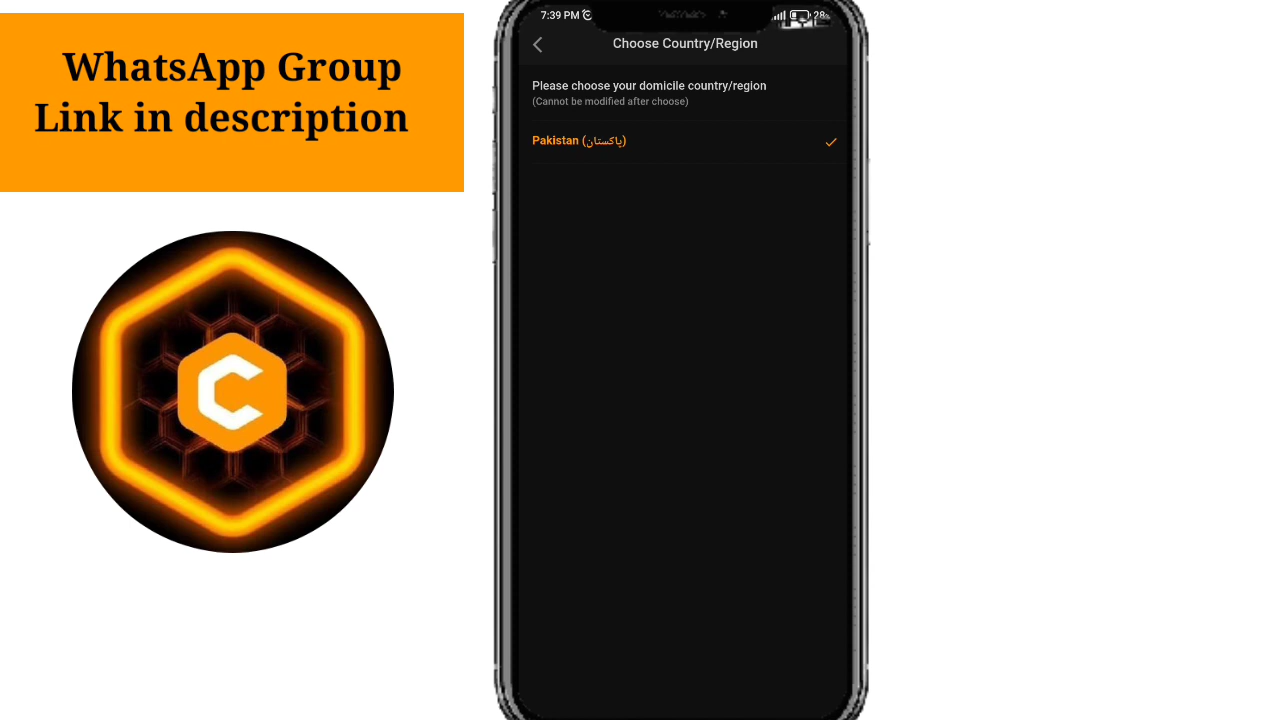 WhatsApp Group
Link in description
7:39 PM
28
Choose Country/Region
Please choose your domicile country/region
(Cannot be modified after choose)
Pakistan (پاکستان)